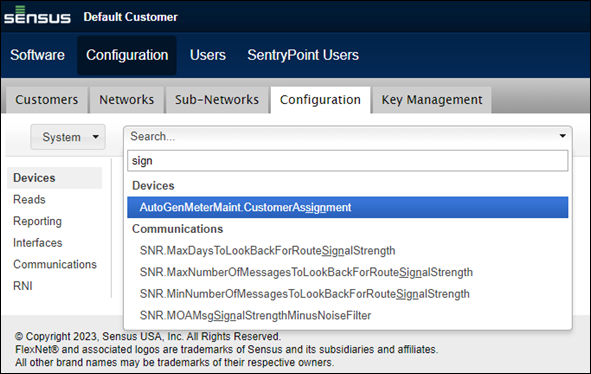 SENSUS Default Customer
Software Configuration Users SentryPoint Users
Customers Networks Sub-Networks Configuration Key Management
System Search...
sign
Devices
AutoGenMeterMaint.CustomerAssignment
Communications
SNR.MaxDaysToLookBackForRouteSignalStrength
SNR.MaxNumberOfMessagesToLookBackForRouteSignalStrength
SNR.MinNumberOfMessagesToLookBackForRouteSignalStrength
SNR.MOAMsgSignalStrengthMinusNoiseFilter
Devices
Reads
Reporting
Interfaces
Communications
RNI
© Copyright 2023, Sensus USA, Inc. All Rights Reserved.
FlexNet® and associated logos are trademarks of Sensus and its subsidiaries and affiliates.
All other brand names may be trademarks of their respective owners.